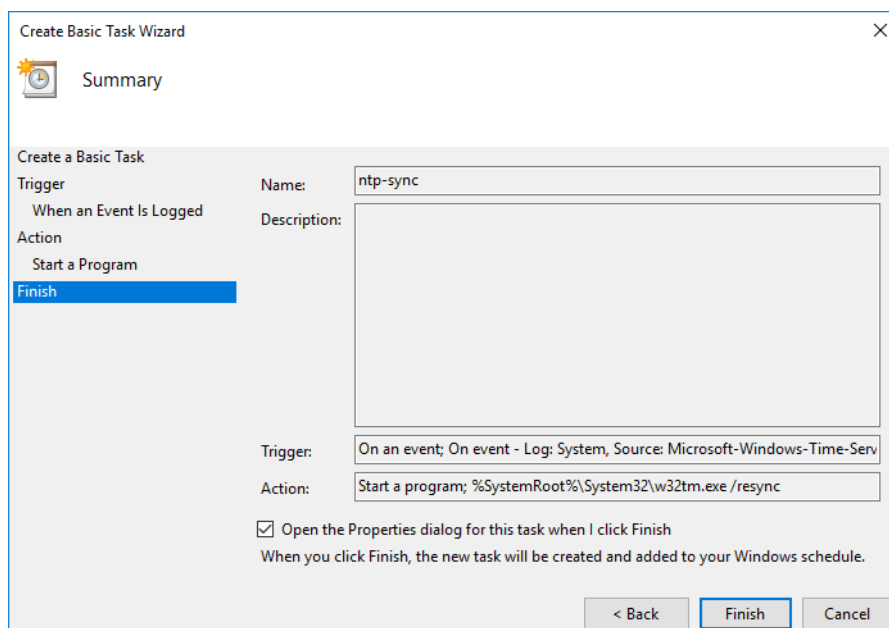 Create Basic Task Wizard
Summary
Create a Basic Task
Trigger
When an Event Is Logged
Action
Start a Program
Finish
Name: ntp-sync
Description:
Trigger: On an event; On event - Log: System, Source: Microsoft-Windows-Time-Serv
Action: Start a program; %SystemRoot%\System32\w32tm.exe /resync
Open the Properties dialog for this task when I click Finish
When you click Finish, the new task will be created and added to your Windows schedule.
< Back Finish Cancel